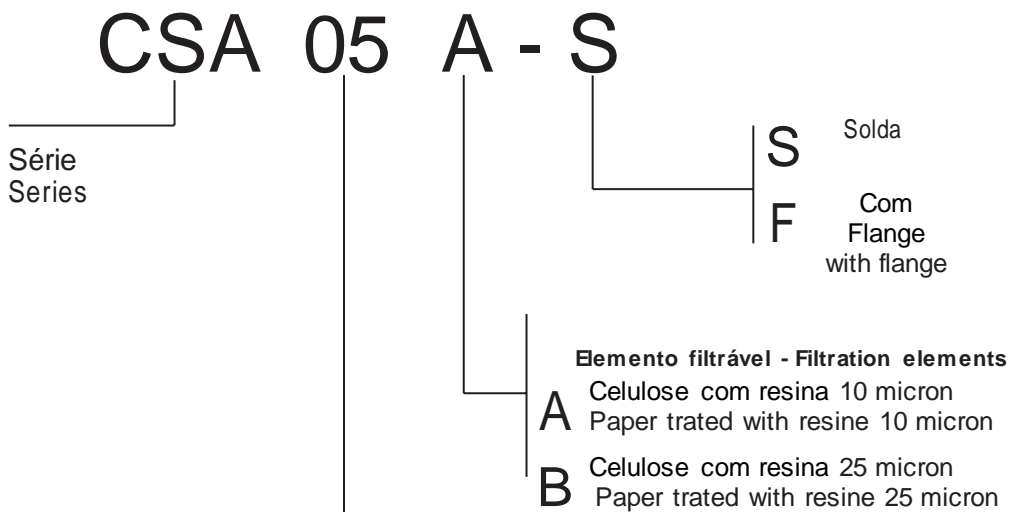 CSA 05 A - S
Série
Series
S Solda
F Com
Flange
with flange
Elemento filtrável - Filtration elements
A Celulose com resina 10 micron
Paper trated with resine 10 micron
B Celulose com resina 25 micron
Paper trated with resine 25 micron